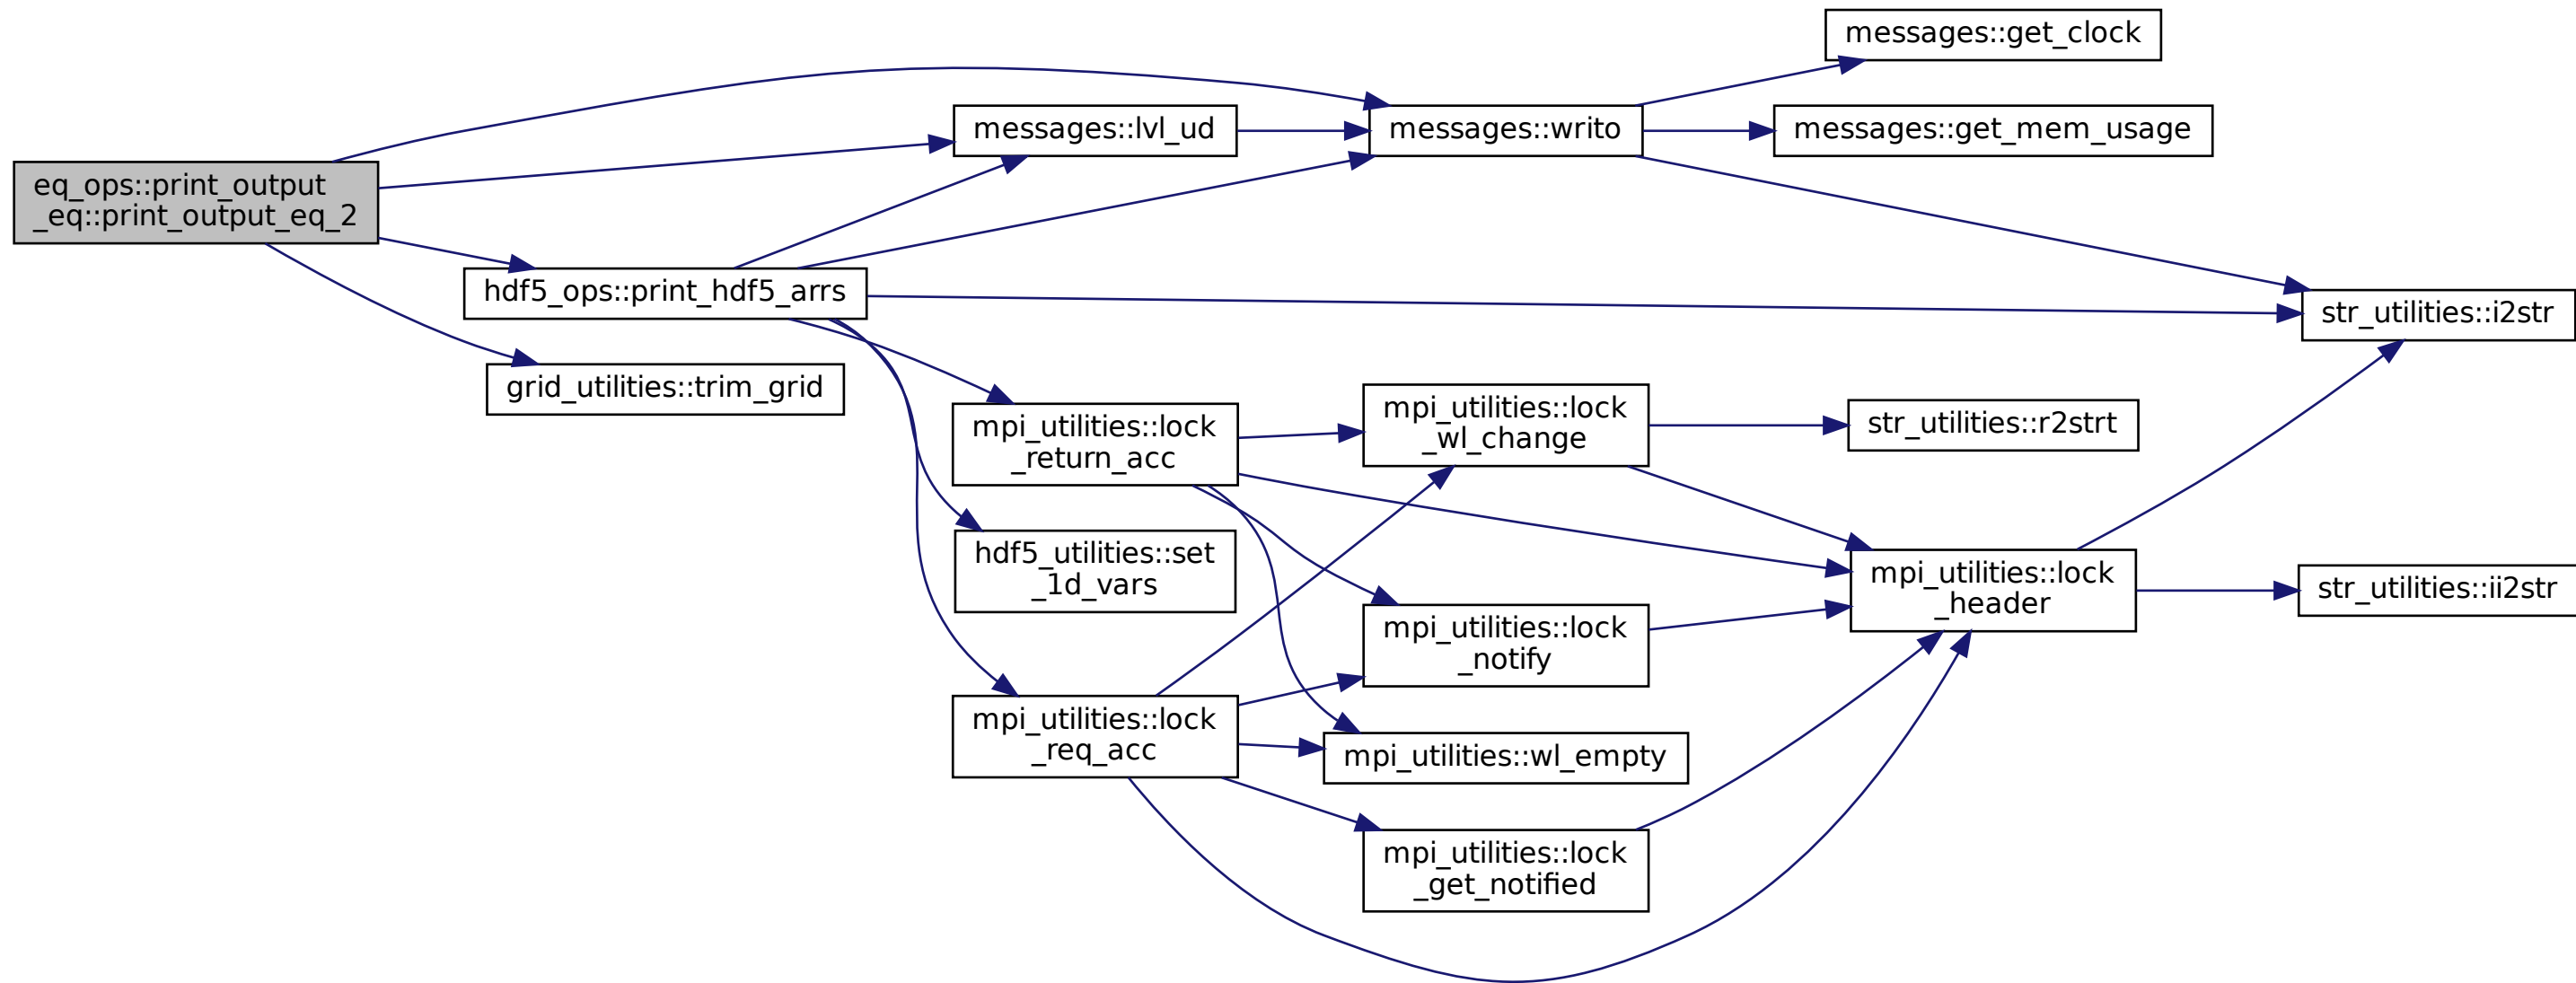 eq_ops::print_output
_eq::print_output_eq_2
hdf5_ops::print_hdf5_arrs
grid_utilities::trim_grid
messages::lvl_ud
mpi_utilities::lock
_return_acc
hdf5_utilities::set
_1d_vars
mpi_utilities::lock
_req_acc
messages::writo
mpi_utilities::lock
_wl_change
mpi_utilities::lock
_notify
mpi_utilities::wl_empty
mpi_utilities::lock
_get_notified
messages::get_clock
messages::get_mem_usage
str_utilities::r2strt
mpi_utilities::lock
_header
str_utilities::i2str
str_utilities::ii2str